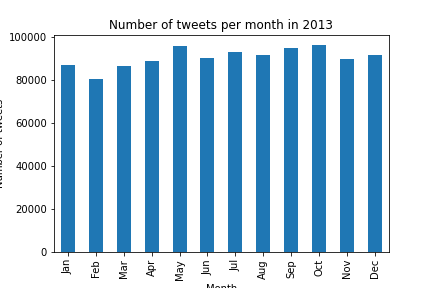 Number of tweets per month in 2013
100000
80000
60000
40000
20000
0
Number of tweets
Jan
Feb
Mar
Apr
May
Jun
Jul
Aug
Sep
Oct
Nov
Dec
Month